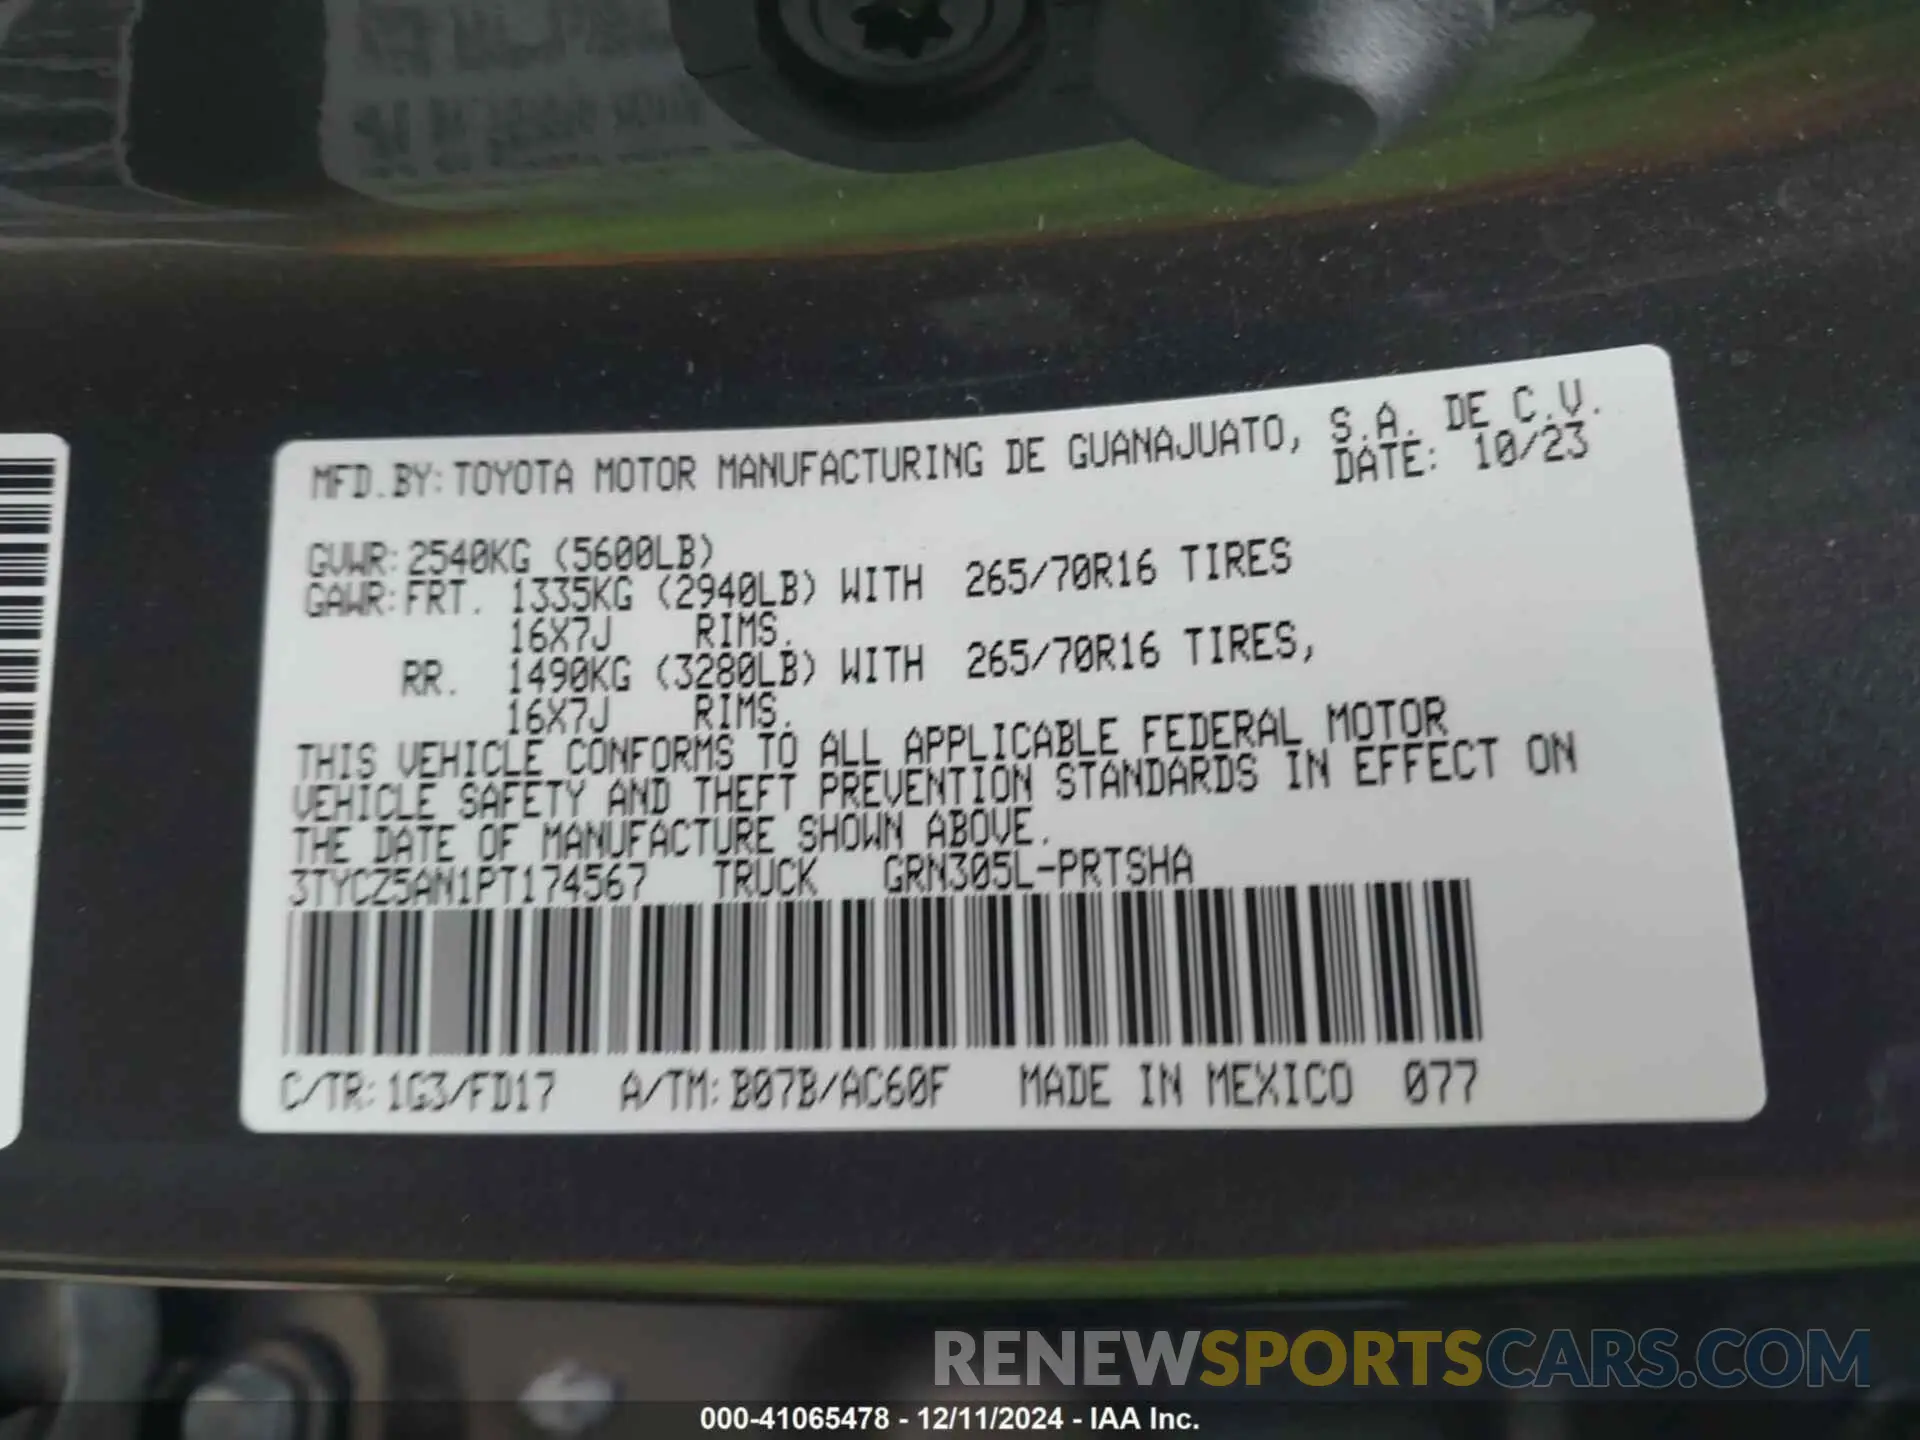 MFD.BY: TOYOTA MOTOR MANUFACTURING DE GUANAJUATO, S.A. DE C.V.
DATE: 10/23
GVWR: 2540KG (5600LB)
GAWR: FRT. 1335KG (2940LB) WITH 265/70R16 TIRES
16X7J RIMS.
RR. 1490KG (3280LB) WITH 265/70R16 TIRES,
16X7J RIMS.
THIS VEHICLE CONFORMS TO ALL APPLICABLE FEDERAL MOTOR
VEHICLE SAFETY AND THEFT PREVENTION STANDARDS IN EFFECT ON
THE DATE OF MANUFACTURE SHOWN ABOVE.
3TYCZ5AN1PT174567 TRUCK GRN305L-PRTSHA
C/TR: 1G3/FD17 A/TM: B07B/AC60F MADE IN MEXICO 077
RENEWSPORTSCARS.COM
000-41065478 - 12/11/2024 - IAA Inc.